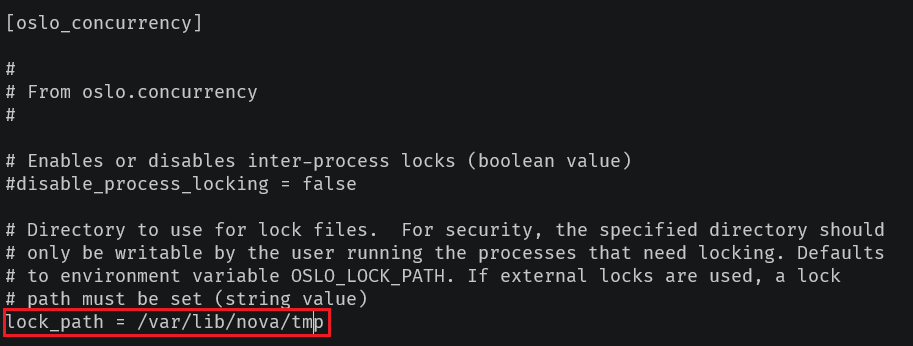 [oslo_concurrency]
#
# From oslo.concurrency
#
# Enables or disables inter-process locks (boolean value)
#disable_process_locking = false
# Directory to use for lock files.  For security, the specified directory should
# only be writable by the user running the processes that need locking. Defaults
# to environment variable OSLO_LOCK_PATH. If external locks are used, a lock
# path must be set (string value)
lock_path = /var/lib/nova/tmp